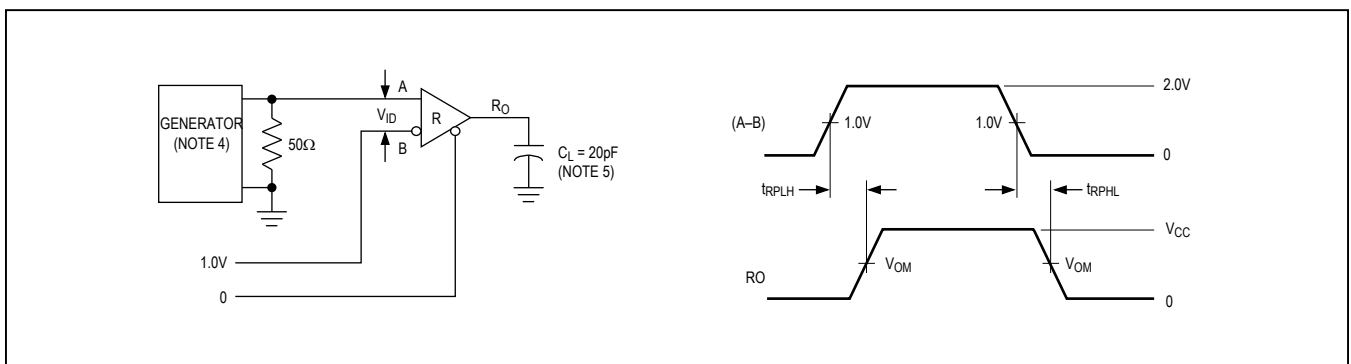 GENERATOR
(NOTE 4)
50Ω
V_ID
A
B
R
R_O
C_L = 20pF
(NOTE 5)
1.0V
0
(A–B)
1.0V
1.0V
2.0V
0
t_RPLH
t_RPHL
RO
V_OM
V_OM
V_CC
0